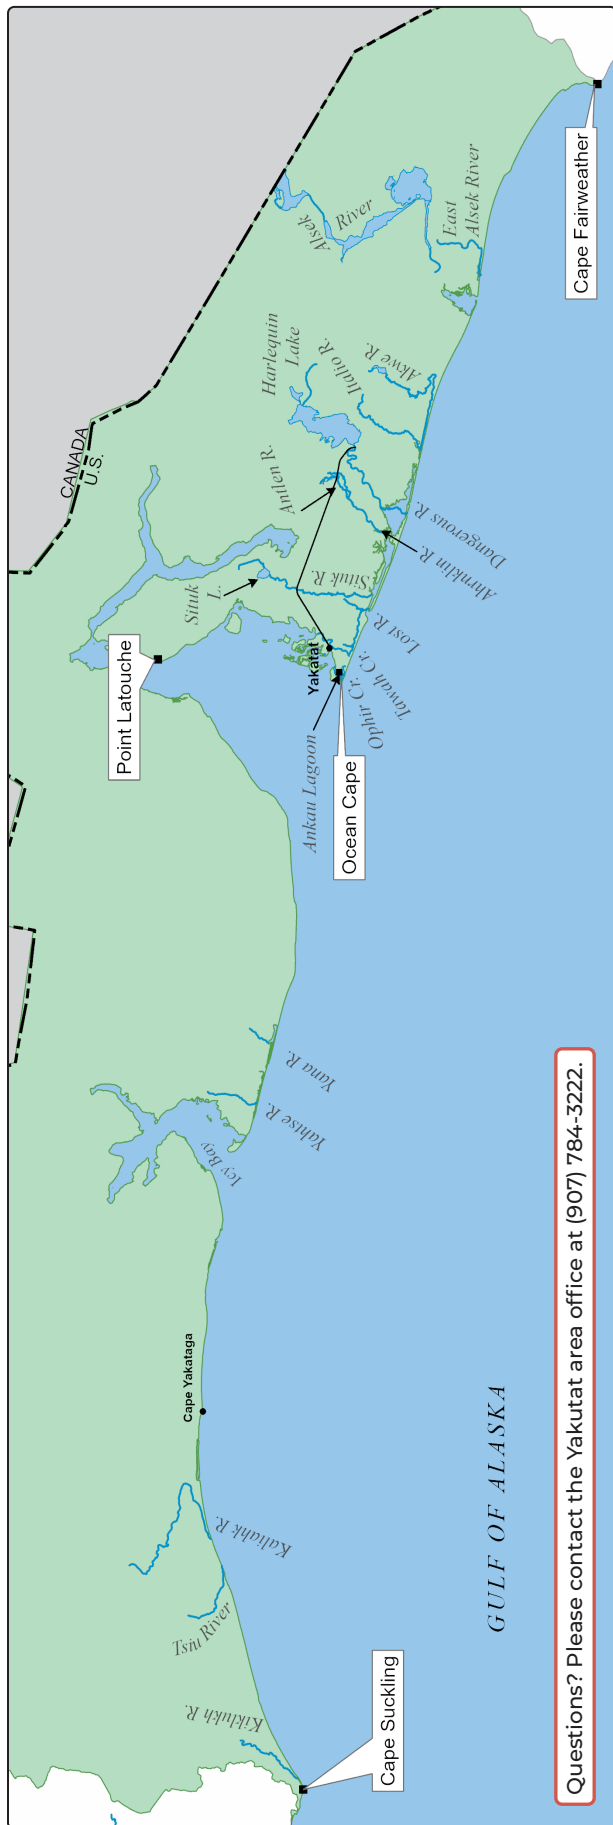 CANADA
U.S.
Cape Fairweather
Alsek
River
East
Alsek River
Harlequin
Lake
Italio R.
Akwe R.
Antlen R.
Situk
L.
Situk R.
Dangerous R.
Ahrnklin R.
Lost R.
Tawah Cr.
Ophir Cr.
Yakatat
Point Latouche
Ankau Lagoon
Ocean Cape
Yana R.
Yahtse R.
Icy Bay
Cape Yakataga
Kaliahk R.
Tsiu River
Kiklukh R.
Cape Suckling
GULF OF ALASKA
Questions? Please contact the Yakutat area office at (907) 784-3222.